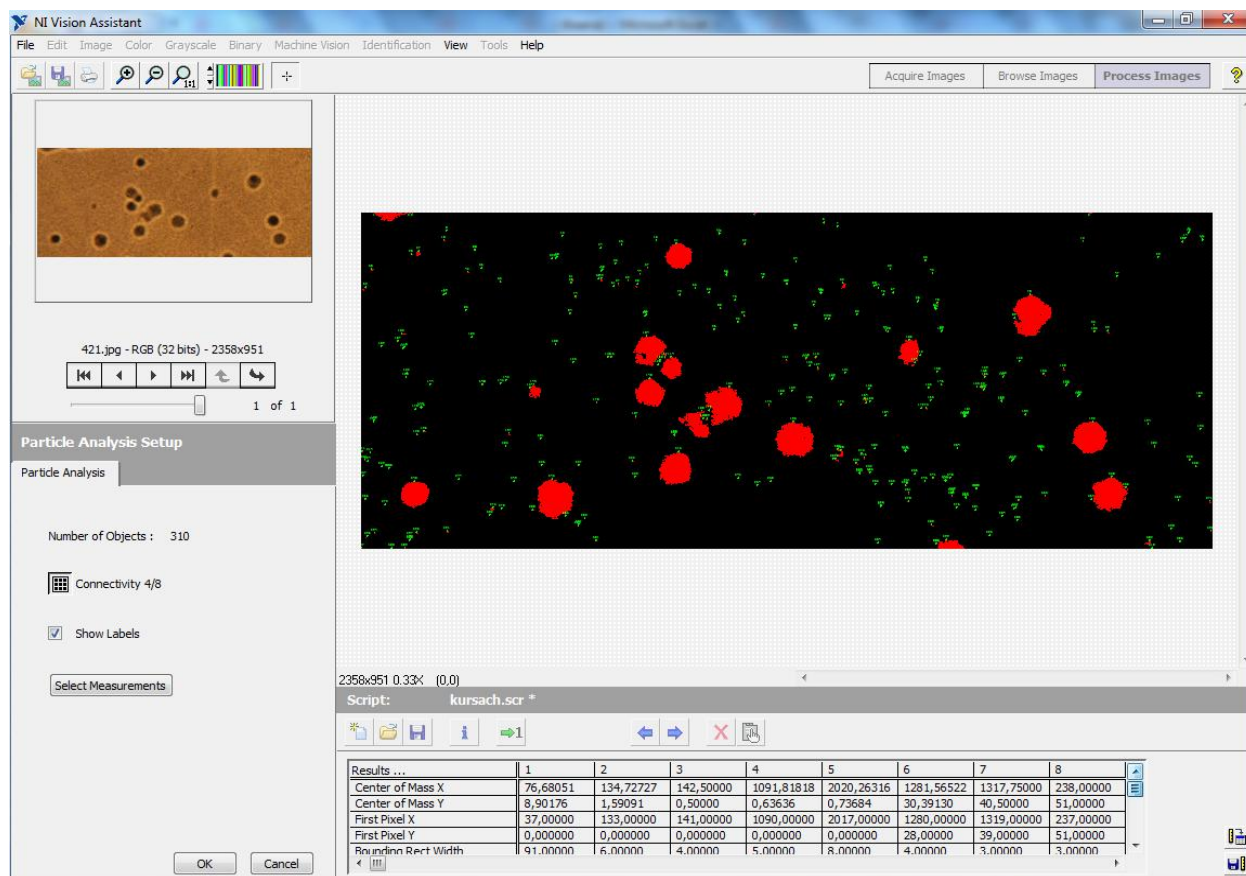 NI Vision Assistant
File Edit Image Color Grayscale Binary Machine Vision Identification View Tools Help
1:1
Acquire Images Browse Images Process Images
421.jpg - RGB (32 bits) - 2358x951
1 of 1
Particle Analysis Setup
Particle Analysis
Number of Objects : 310
Connectivity 4/8
Show Labels
Select Measurements
OK Cancel
2358x951 0.33X (0,0)
Script: kursach.scr *
1
Results ... 1 2 3 4 5 6 7 8
Center of Mass X 76,68051 134,72727 142,50000 1091,81818 2020,26316 1281,56522 1317,75000 238,00000
Center of Mass Y 8,90176 1,59091 0,50000 0,63636 0,73684 30,39130 40,50000 51,00000
First Pixel X 37,00000 133,00000 141,00000 1090,00000 2017,00000 1280,00000 1319,00000 237,00000
First Pixel Y 0,000000 0,000000 0,000000 0,000000 0,000000 28,00000 39,00000 51,00000
Bounding Rect Width 91,00000 6,00000 4,00000 5,00000 8,00000 4,00000 3,00000 3,00000